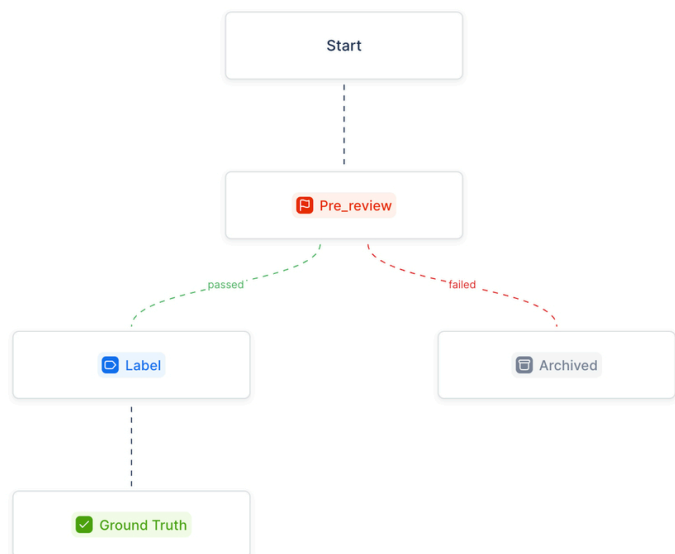 Start
Pre_review
passed
failed
Label
Archived
Ground Truth